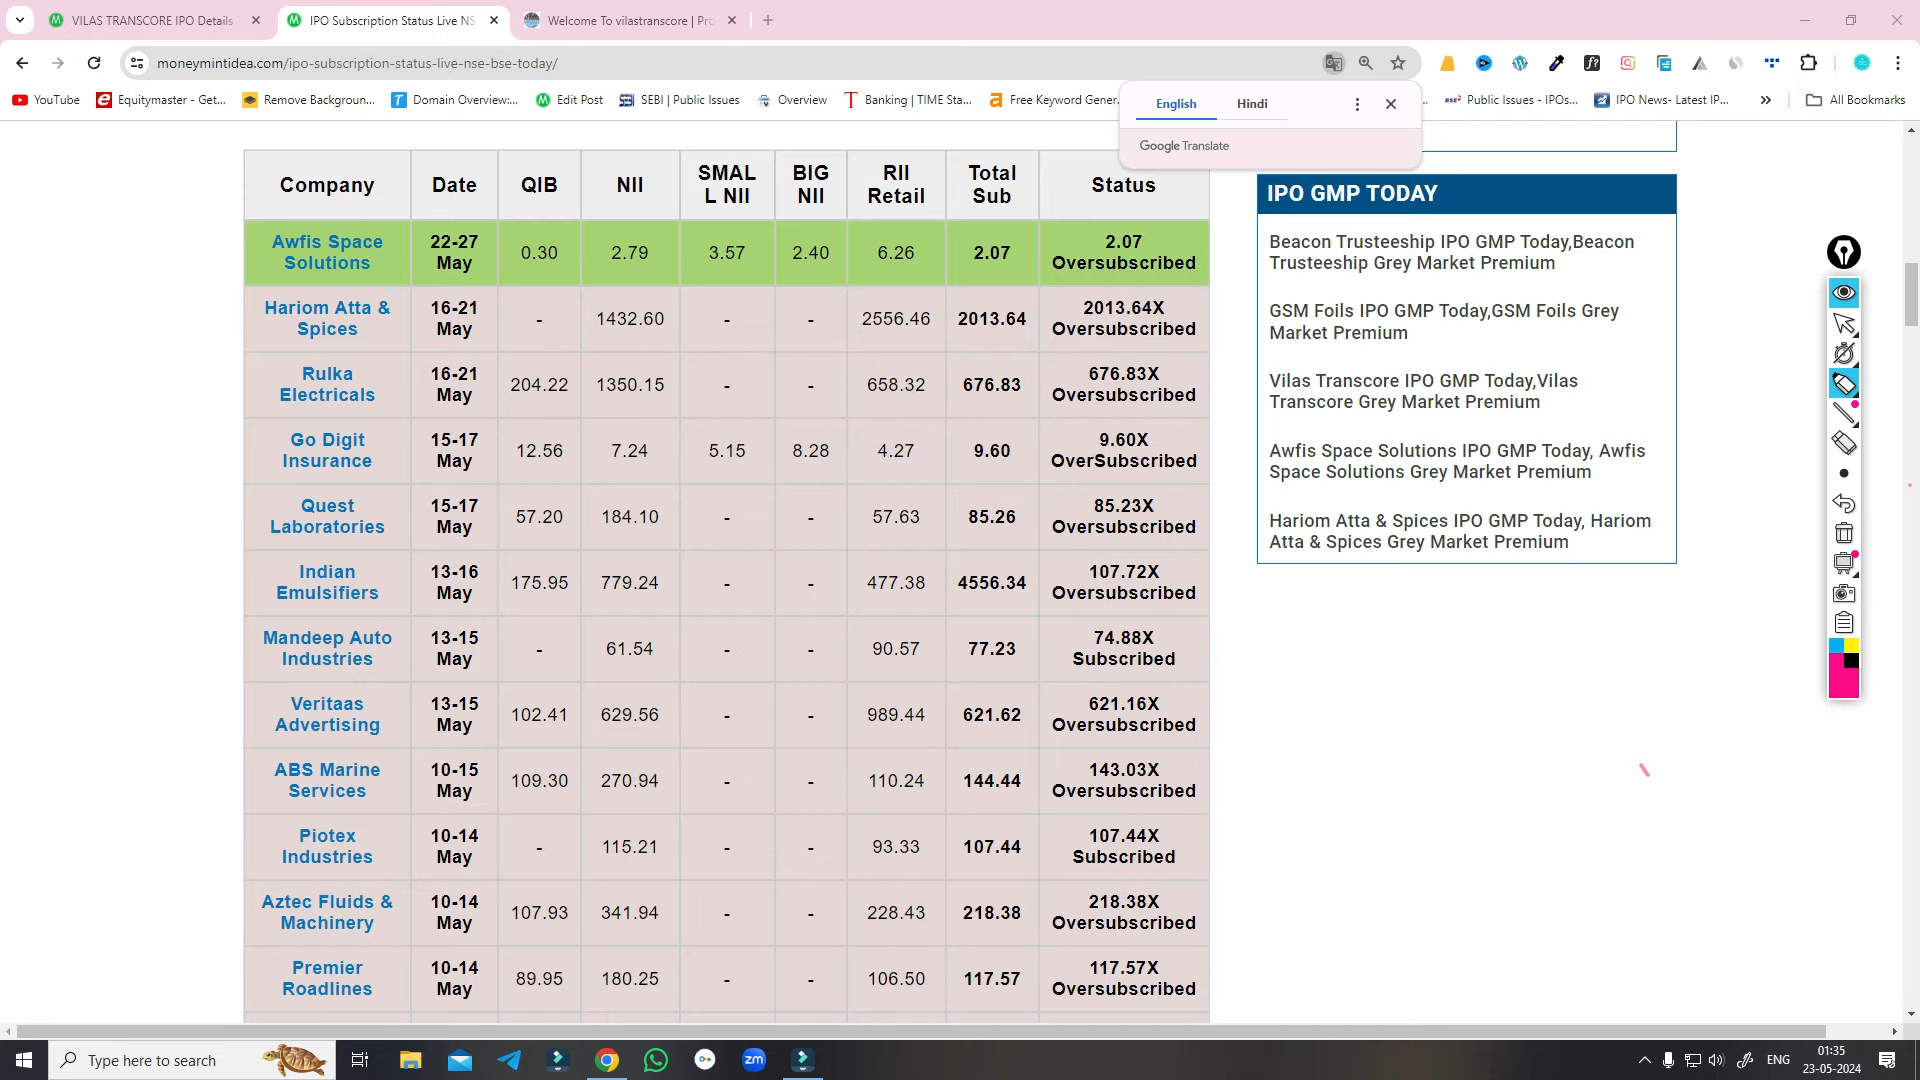 VILAS TRANSCORE IPO Details
IPO Subscription Status Live NS
Welcome To vilastranscore | Pro
moneymintidea.com/ipo-subscription-status-live-nse-bse-today/
YouTube
Equitymaster - Get...
Remove Backgroun...
Domain Overview:...
Edit Post
SEBI | Public Issues
Overview
Banking | TIME Sta...
Free Keyword Gener...
Public Issues - IPOs...
IPO News- Latest IP...
All Bookmarks
English
Hindi
Google Translate
Company
Date
QIB
NII
SMAL
L NII
BIG
NII
RII
Retail
Total
Sub
Status
Awfis Space
Solutions
22-27
May
0.30
2.79
3.57
2.40
6.26
2.07
2.07
Oversubscribed
Hariom Atta &
Spices
16-21
May
-
1432.60
-
-
2556.46
2013.64
2013.64X
Oversubscribed
Rulka
Electricals
16-21
May
204.22
1350.15
-
-
658.32
676.83
676.83X
Oversubscribed
Go Digit
Insurance
15-17
May
12.56
7.24
5.15
8.28
4.27
9.60
9.60X
OverSubscribed
Quest
Laboratories
15-17
May
57.20
184.10
-
-
57.63
85.26
85.23X
Oversubscribed
Indian
Emulsifiers
13-16
May
175.95
779.24
-
-
477.38
4556.34
107.72X
Oversubscribed
Mandeep Auto
Industries
13-15
May
-
61.54
-
-
90.57
77.23
74.88X
Subscribed
Veritaas
Advertising
13-15
May
102.41
629.56
-
-
989.44
621.62
621.16X
Oversubscribed
ABS Marine
Services
10-15
May
109.30
270.94
-
-
110.24
144.44
143.03X
Oversubscribed
Piotex
Industries
10-14
May
-
115.21
-
-
93.33
107.44
107.44X
Subscribed
Aztec Fluids &
Machinery
10-14
May
107.93
341.94
-
-
228.43
218.38
218.38X
Oversubscribed
Premier
Roadlines
10-14
May
89.95
180.25
-
-
106.50
117.57
117.57X
Oversubscribed
IPO GMP TODAY
Beacon Trusteeship IPO GMP Today,Beacon
Trusteeship Grey Market Premium
GSM Foils IPO GMP Today,GSM Foils Grey
Market Premium
Vilas Transcore IPO GMP Today,Vilas
Transcore Grey Market Premium
Awfis Space Solutions IPO GMP Today, Awfis
Space Solutions Grey Market Premium
Hariom Atta & Spices IPO GMP Today, Hariom
Atta & Spices Grey Market Premium
Type here to search
zm
ENG
01:35
23-05-2024